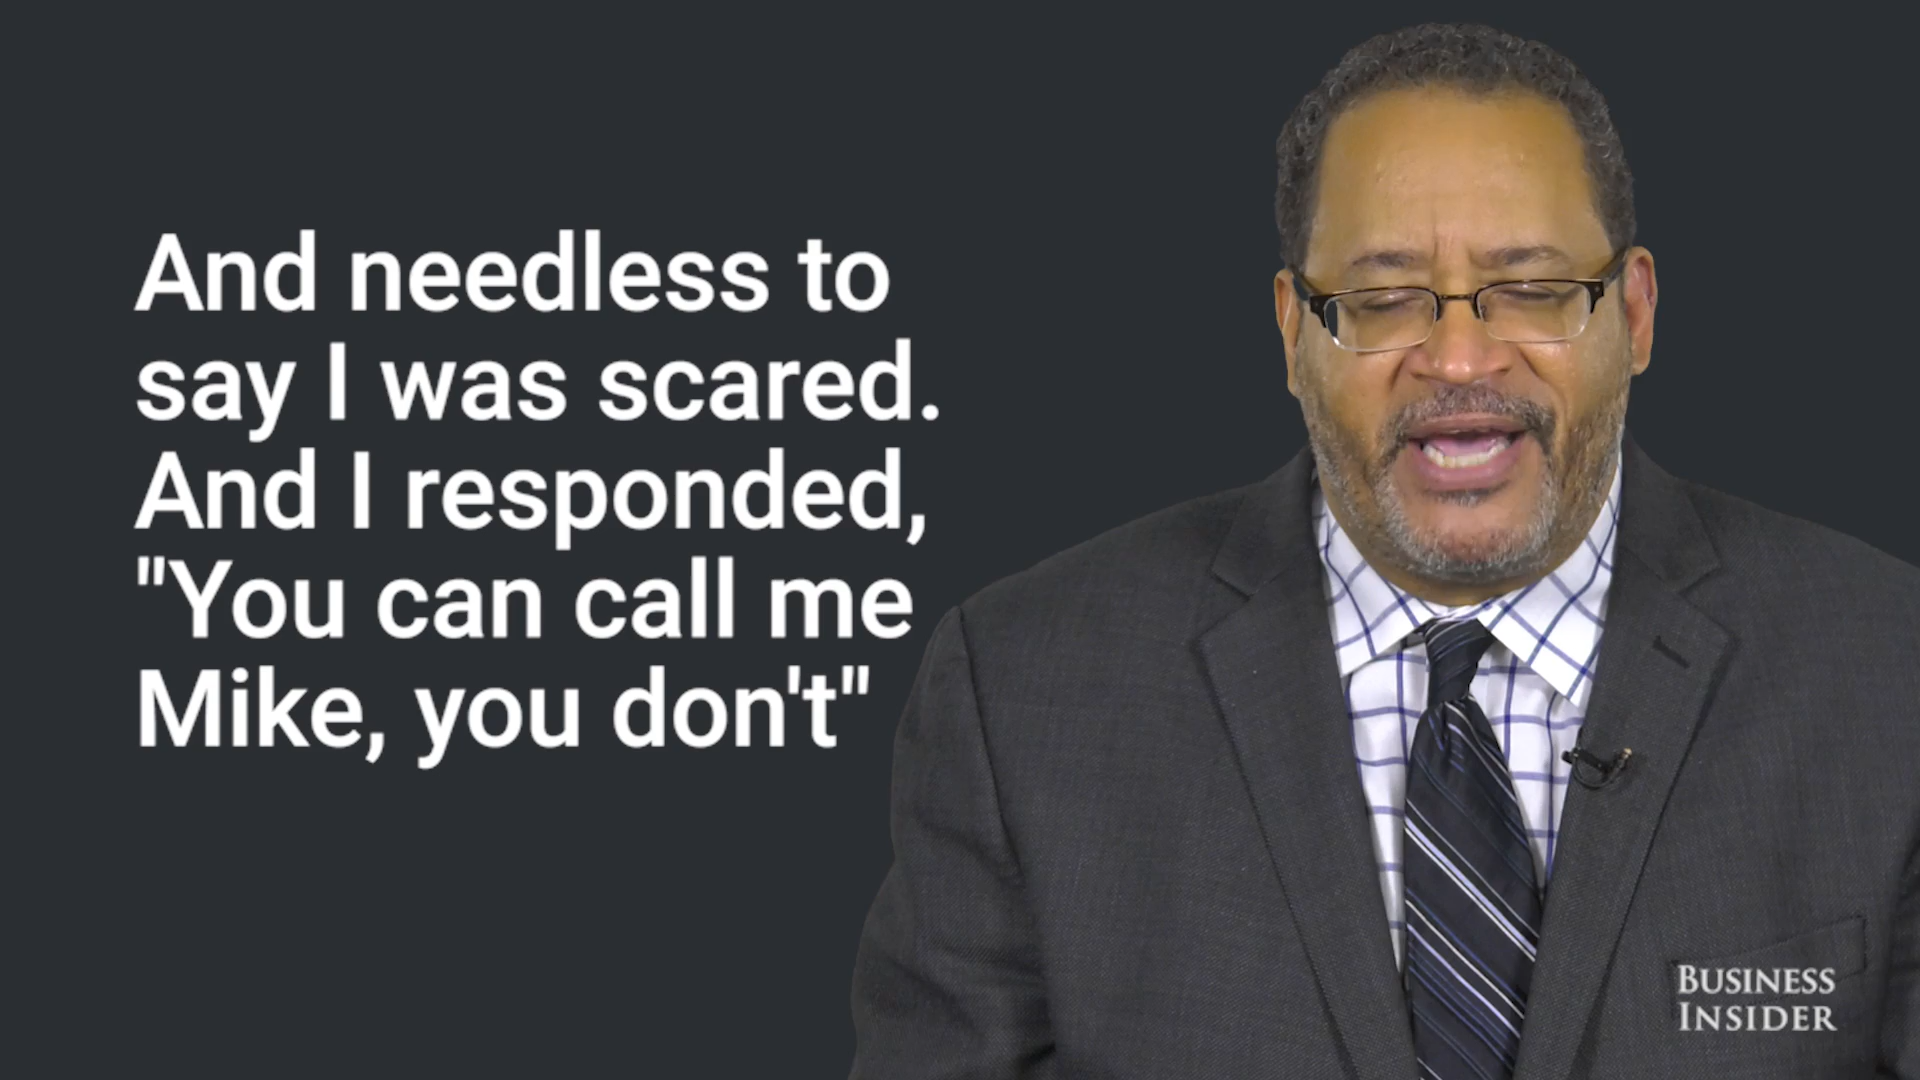 And needless to
say I was scared.
And I responded,
"You can call me
Mike, you don't"
BUSINESS
INSIDER